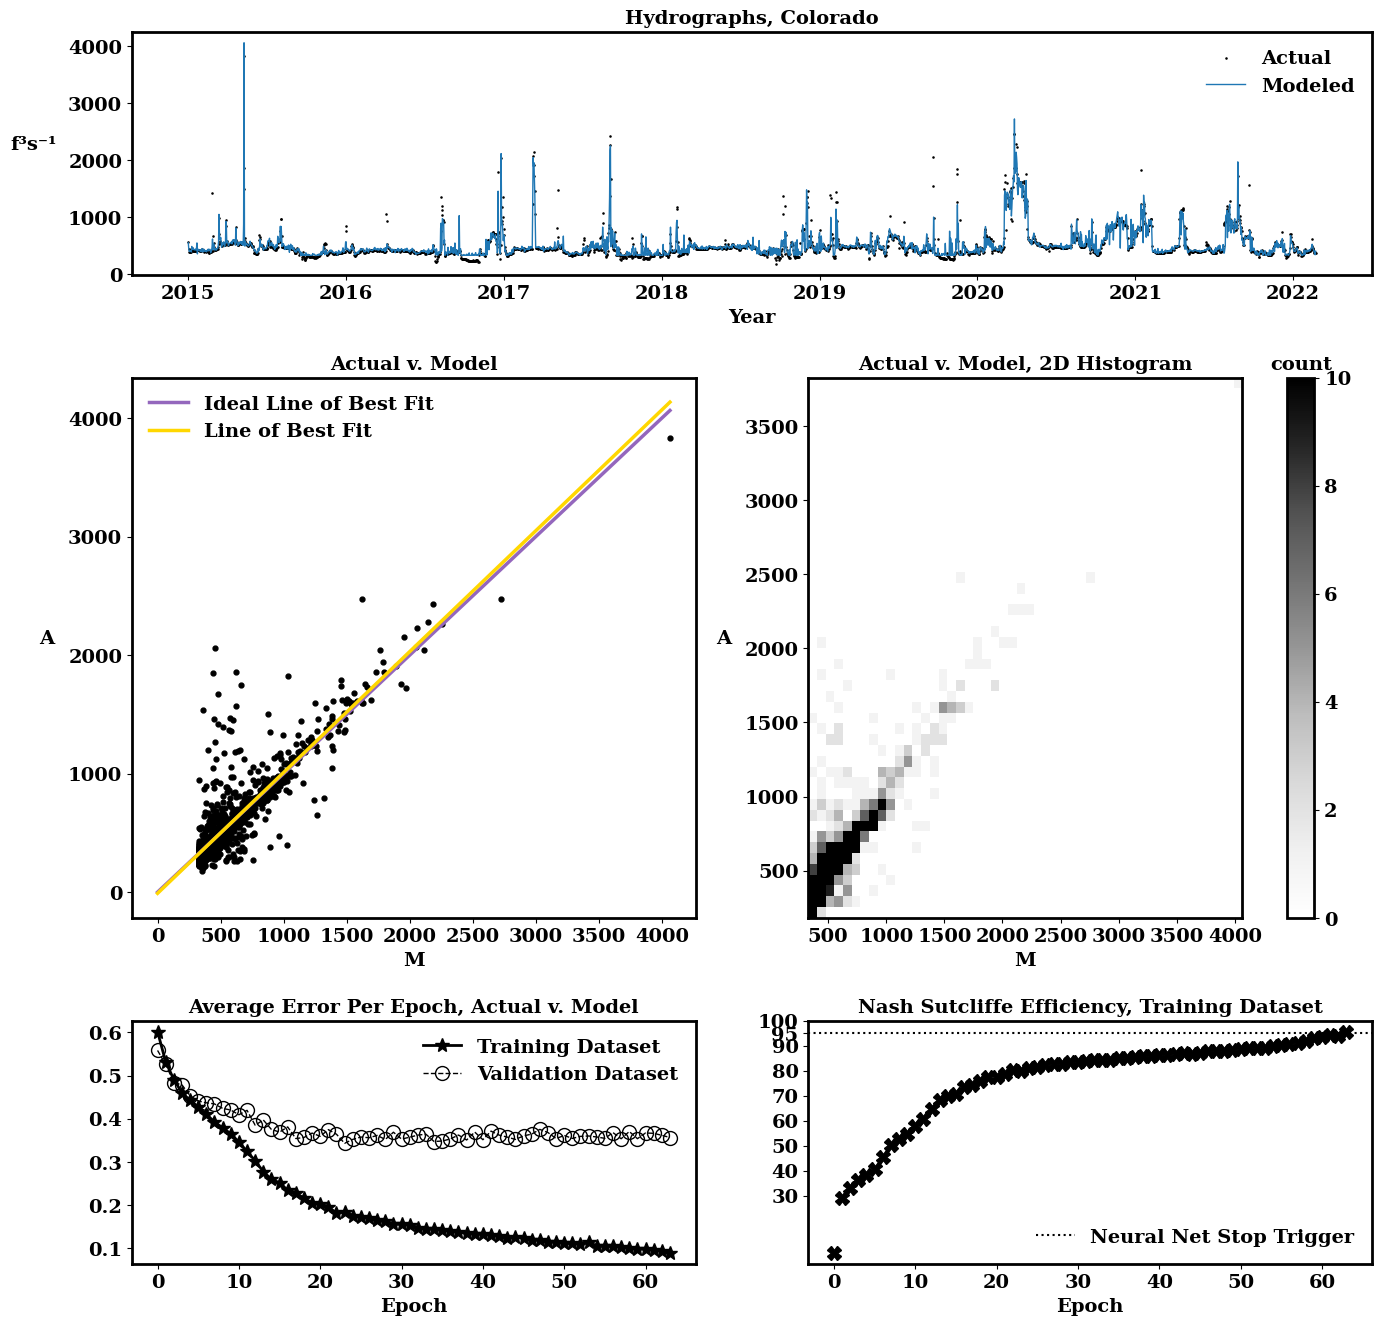 Hydrographs, Colorado
4000
3000
2000
1000
0
f³s⁻¹
Actual
Modeled
2015 2016 2017 2018 2019 2020 2021 2022
Year
Actual v. Model
4000
3000
2000
1000
0
A
Ideal Line of Best Fit
Line of Best Fit
0 500 1000 1500 2000 2500 3000 3500 4000
M
Actual v. Model, 2D Histogram
3500
3000
2500
2000
1500
1000
500
A
500 1000 1500 2000 2500 3000 3500 4000
M
count
10
8
6
4
2
0
Average Error Per Epoch, Actual v. Model
0.6
0.5
0.4
0.3
0.2
0.1
Training Dataset
Validation Dataset
0 10 20 30 40 50 60
Epoch
Nash Sutcliffe Efficiency, Training Dataset
100
95
90
80
70
60
50
40
30
Neural Net Stop Trigger
0 10 20 30 40 50 60
Epoch